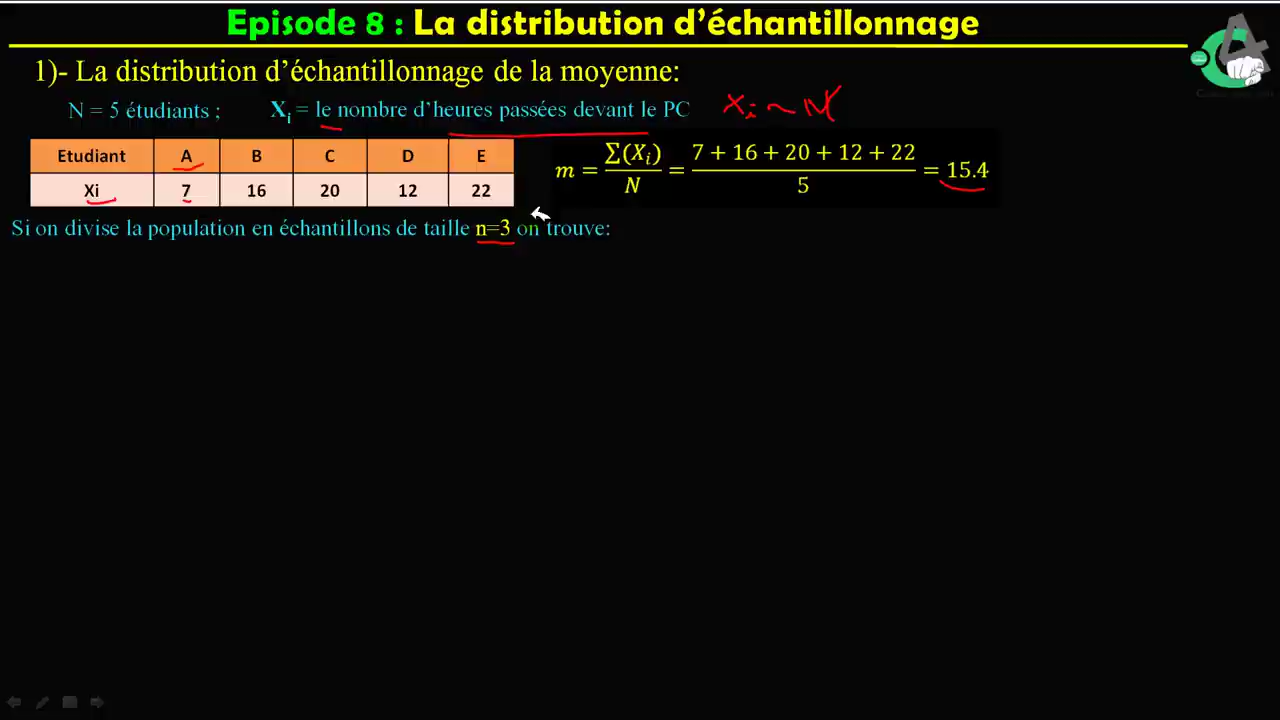 Episode 8 : La distribution d’échantillonnage
1)- La distribution d’échantillonnage de la moyenne:
N = 5 étudiants ; Xi = le nombre d’heures passées devant le PC Xi ~ N
Etudiant A B C D E
Xi 7 16 20 12 22
m = ∑(Xi) / N = 7 + 16 + 20 + 12 + 22 / 5 = 15.4
Si on divise la population en échantillons de taille n=3 on trouve: